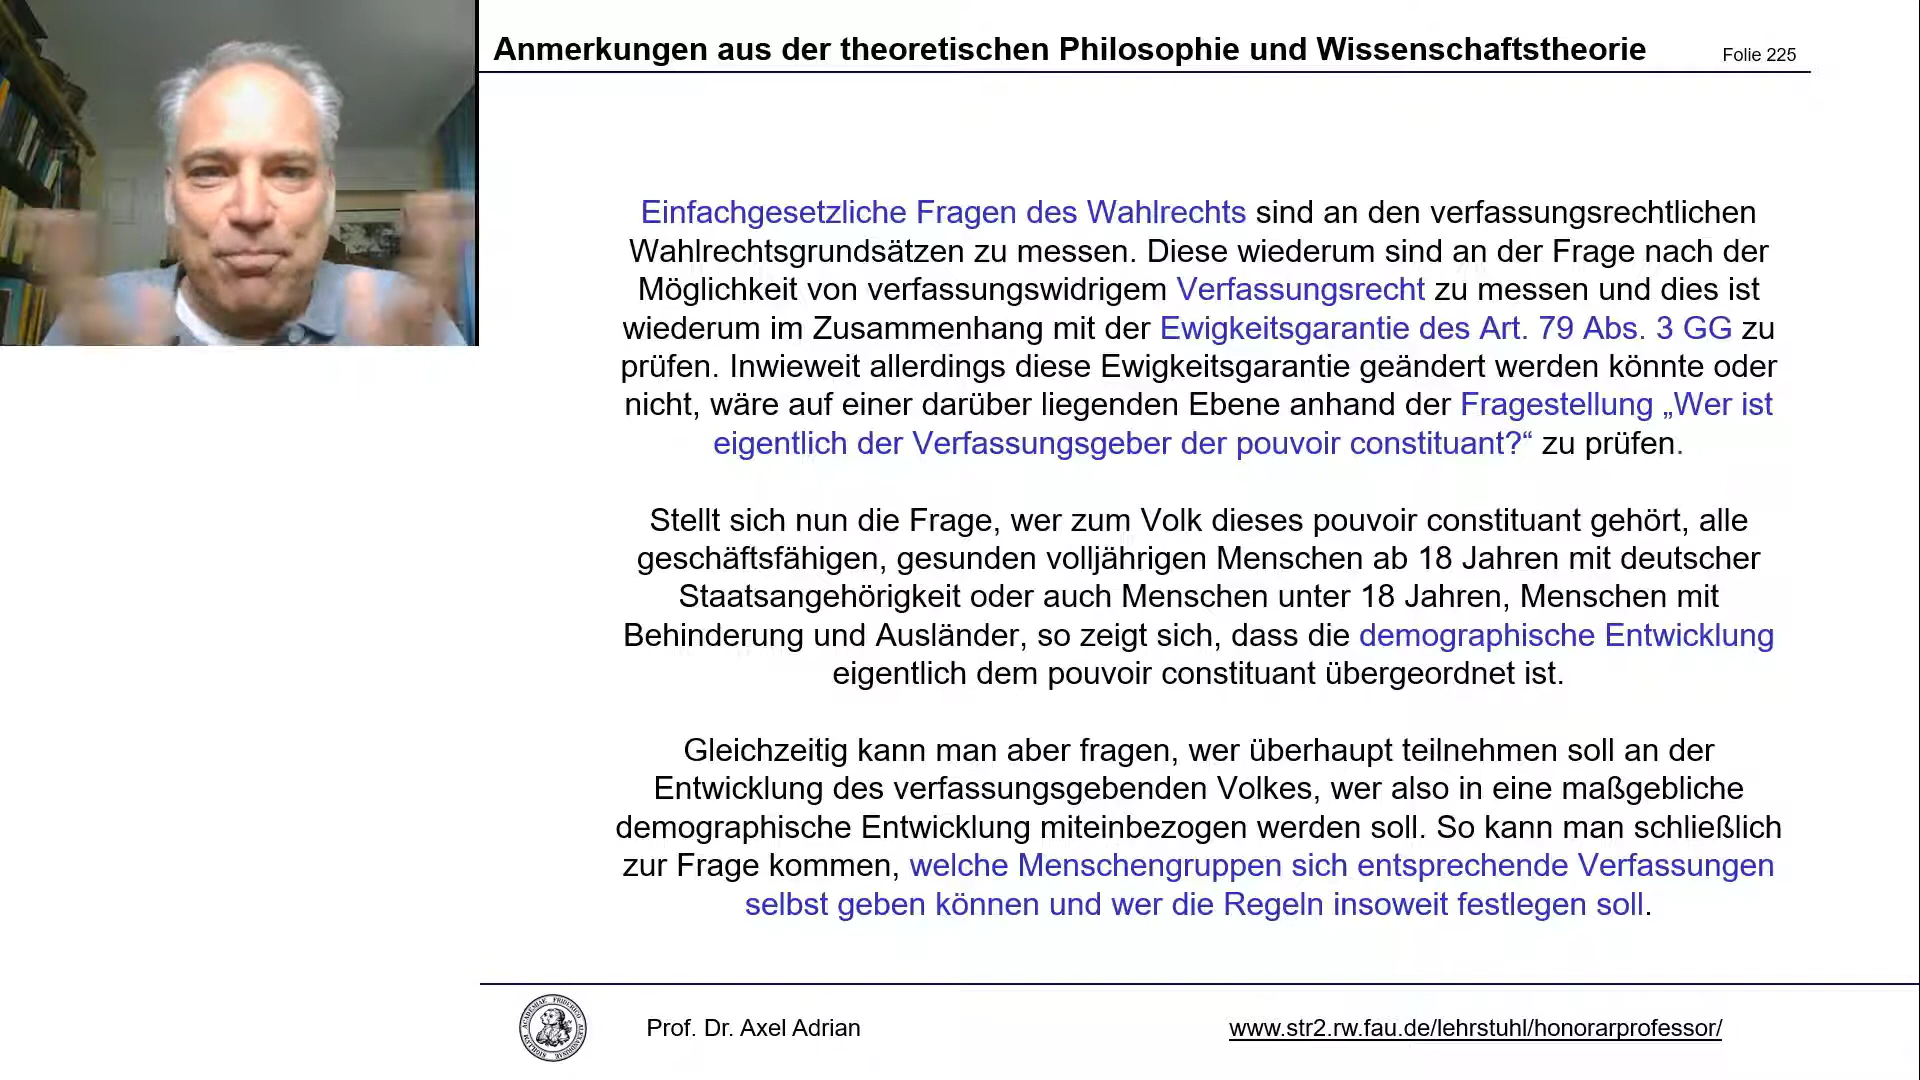 Anmerkungen aus der theoretischen Philosophie und Wissenschaftstheorie
Folie 225
Einfachgesetzliche Fragen des Wahlrechts sind an den verfassungsrechtlichen
Wahlrechtsgrundsätzen zu messen. Diese wiederum sind an der Frage nach der
Möglichkeit von verfassungswidrigem Verfassungsrecht zu messen und dies ist
wiederum im Zusammenhang mit der Ewigkeitsgarantie des Art. 79 Abs. 3 GG zu
prüfen. Inwieweit allerdings diese Ewigkeitsgarantie geändert werden könnte oder
nicht, wäre auf einer darüber liegenden Ebene anhand der Fragestellung „Wer ist
eigentlich der Verfassungsgeber der pouvoir constituant?“ zu prüfen.
Stellt sich nun die Frage, wer zum Volk dieses pouvoir constituant gehört, alle
geschäftsfähigen, gesunden volljährigen Menschen ab 18 Jahren mit deutscher
Staatsangehörigkeit oder auch Menschen unter 18 Jahren, Menschen mit
Behinderung und Ausländer, so zeigt sich, dass die demographische Entwicklung
eigentlich dem pouvoir constituant übergeordnet ist.
Gleichzeitig kann man aber fragen, wer überhaupt teilnehmen soll an der
Entwicklung des verfassungsgebenden Volkes, wer also in eine maßgebliche
demographische Entwicklung miteinbezogen werden soll. So kann man schließlich
zur Frage kommen, welche Menschengruppen sich entsprechende Verfassungen
selbst geben können und wer die Regeln insoweit festlegen soll.
Prof. Dr. Axel Adrian
www.str2.rw.fau.de/lehrstuhl/honorarprofessor/